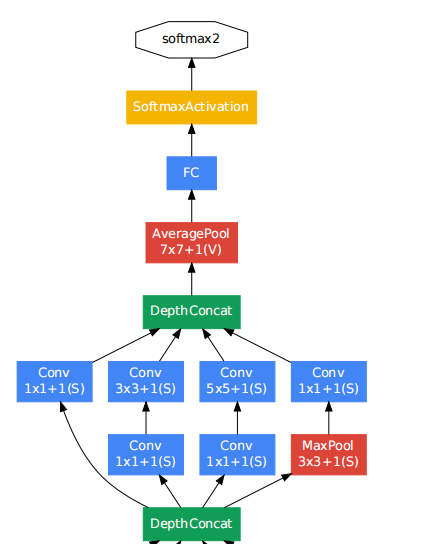 softmax2
SoftmaxActivation
FC
AveragePool
7x7+1(V)
DepthConcat
Conv
1x1+1(S)
Conv
3x3+1(S)
Conv
5x5+1(S)
Conv
1x1+1(S)
Conv
1x1+1(S)
Conv
1x1+1(S)
MaxPool
3x3+1(S)
DepthConcat